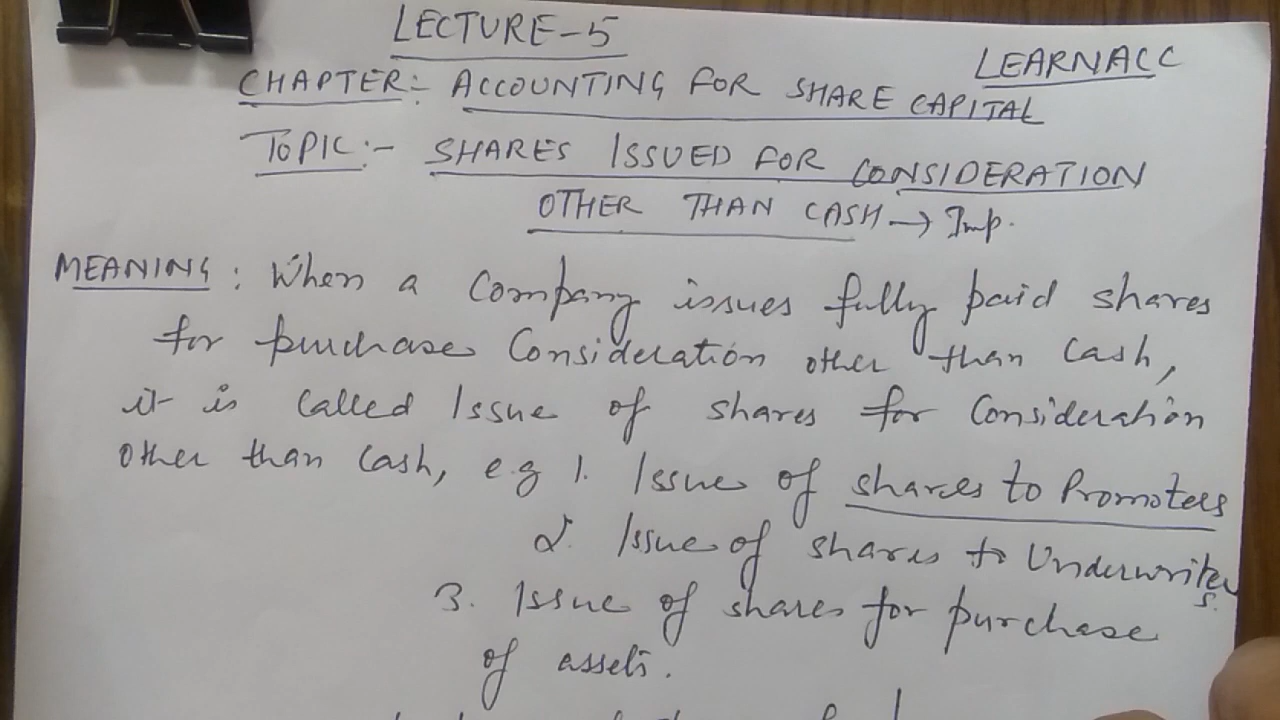 LECTURE-5
LEARNACC
CHAPTER:- ACCOUNTING FOR SHARE CAPITAL
TOPIC:- SHARES ISSUED FOR CONSIDERATION
OTHER THAN CASH → Imp.
MEANING: When a Company issues fully paid shares
for purchase Consideration other than Cash,
it is called Issue of shares for Consideration
other than Cash, e.g 1. Issue of shares to Promoters
2. Issue of shares to Underwriters.
3. Issue of shares for purchase
of assets.